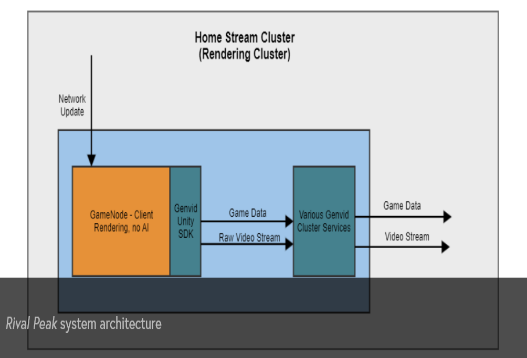 Home Stream Cluster
(Rendering Cluster)
Network
Update
GameNode - Client
Rendering, no AI
Genvid
Unity
SDK
Game Data
Raw Video Stream
Various Genvid
Cluster Services
Game Data
Video Stream
Rival Peak system architecture